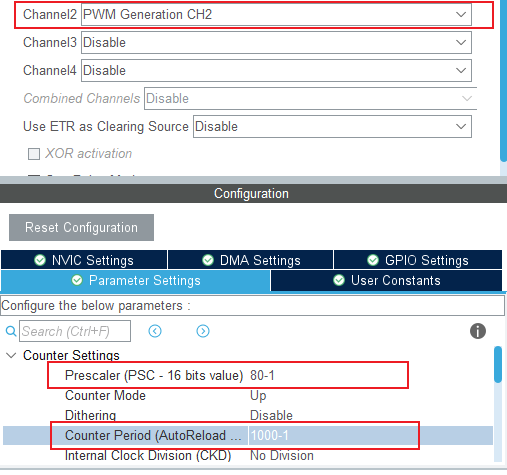 Channel2 PWM Generation CH2
Channel3 Disable
Channel4 Disable
Combined Channels Disable
Use ETR as Clearing Source Disable
XOR activation
Configuration
Reset Configuration
NVIC Settings DMA Settings GPIO Settings
Parameter Settings User Constants
Configure the below parameters :
Search (Ctrl+F)
Counter Settings
Prescaler (PSC - 16 bits value) 80-1
Counter Mode Up
Dithering Disable
Counter Period (AutoReload ... 1000-1
Internal Clock Division (CKD) No Division